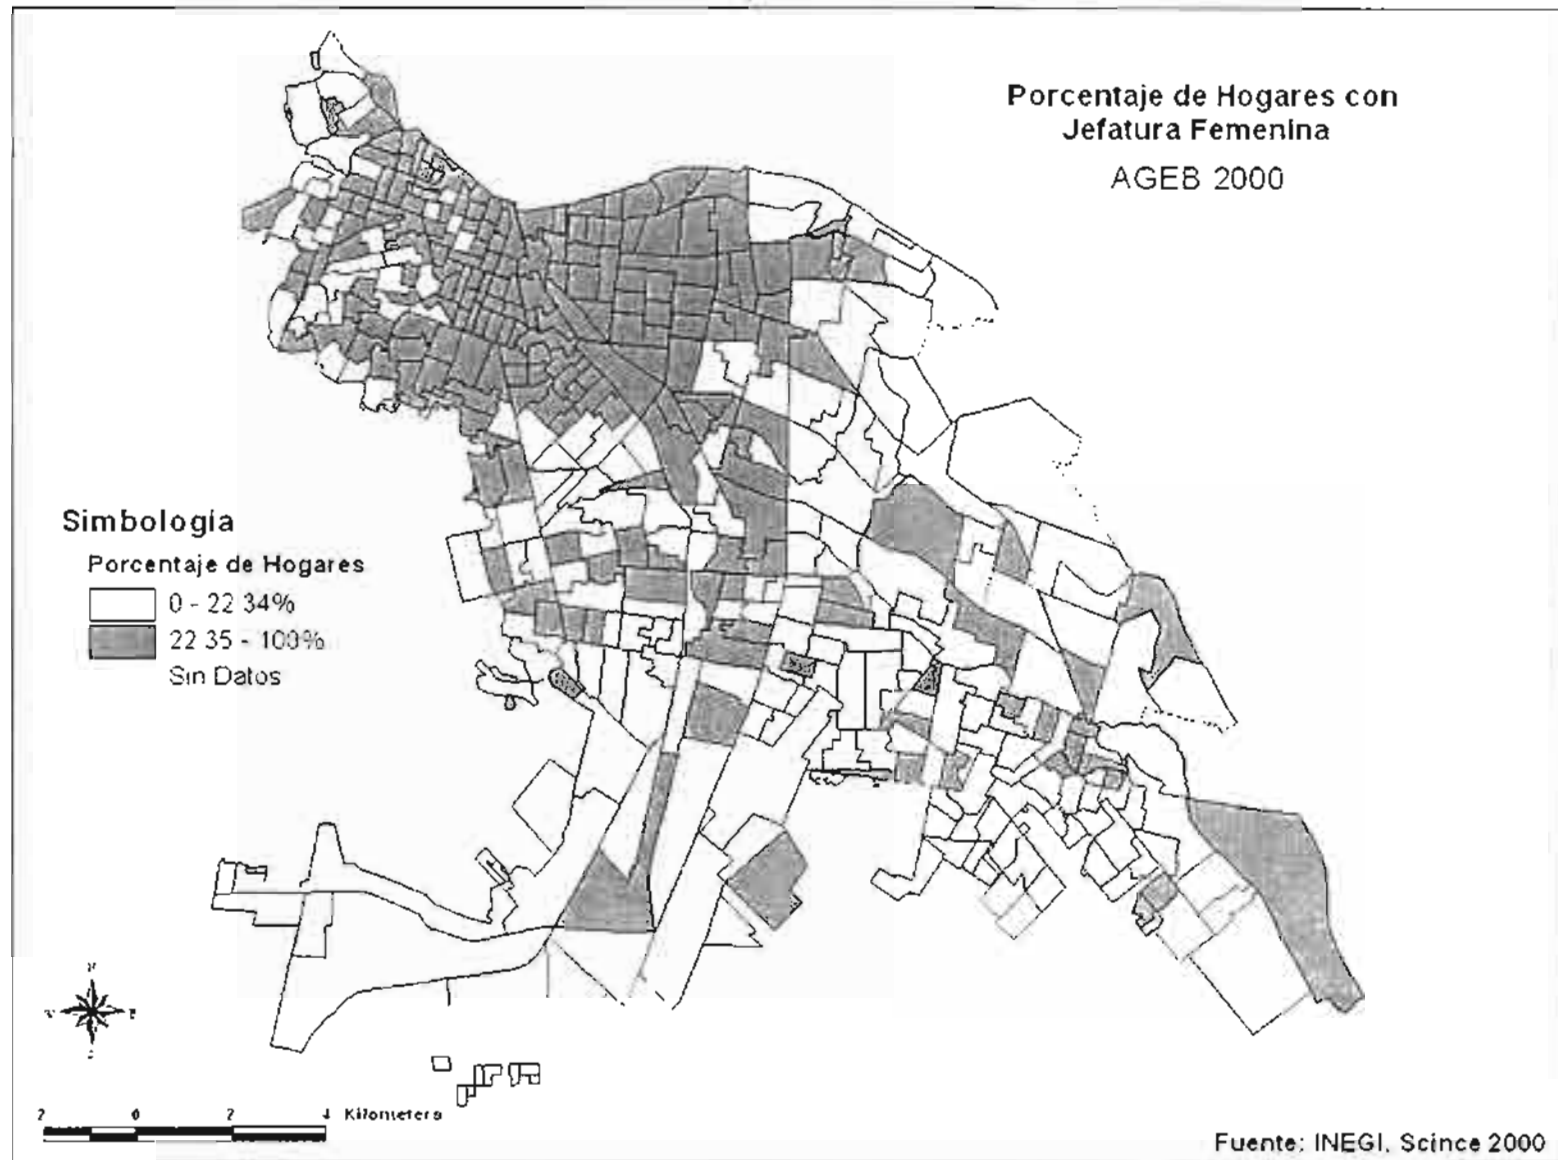 Porcentaje de Hogares con
Jefatura Femenina
AGEB 2000
Simbología
Porcentaje de Hogares
0 - 22 34%
22 35 - 100%
Sin Datos
2 0 2 4 Kilometers
Fuente: INEGI, Scince 2000